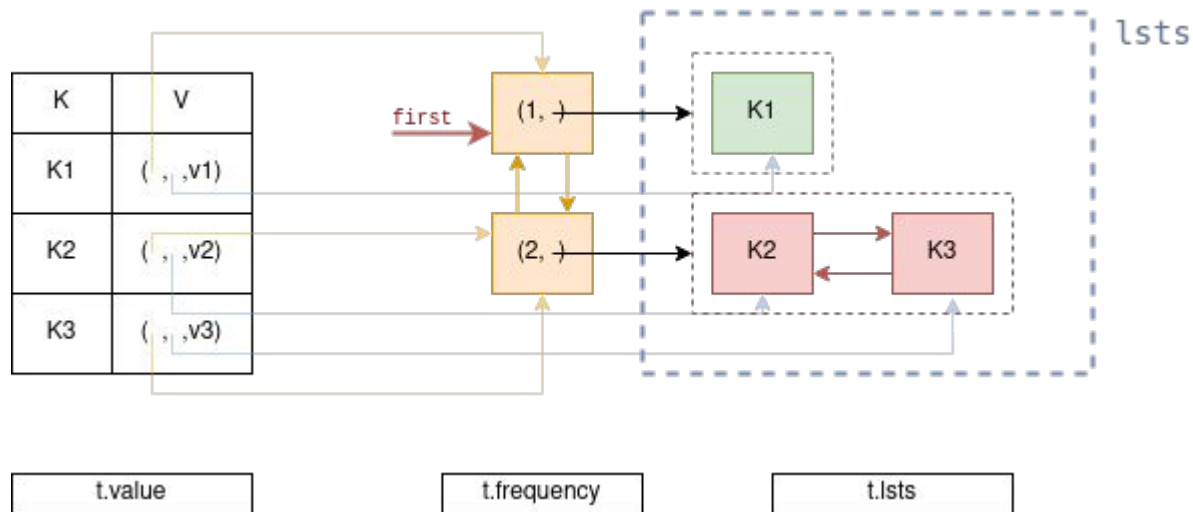 lsts
K V
(1, ) K1
first
K1 ( , ,v1)
K2 ( , ,v2) (2, ) K2 K3
K3 ( , ,v3)
t.value t.frequency t.lsts